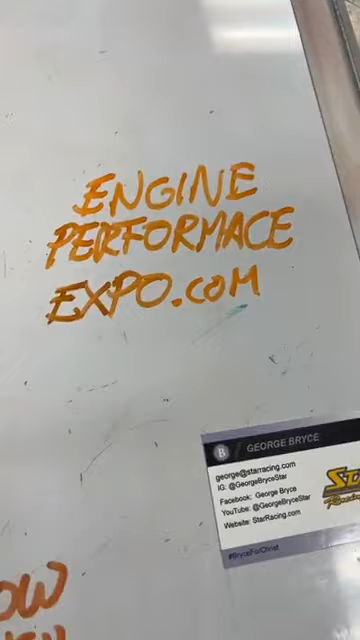 ENGINE
PERFORMACE
EXPO.COM
B GEORGE BRYCE
george@starracing.com
IG: @GeorgeBryceStar
Facebook: George Bryce
YouTube: @GeorgeBryceStar
Website: StarRacing.com
#BryceForChrist